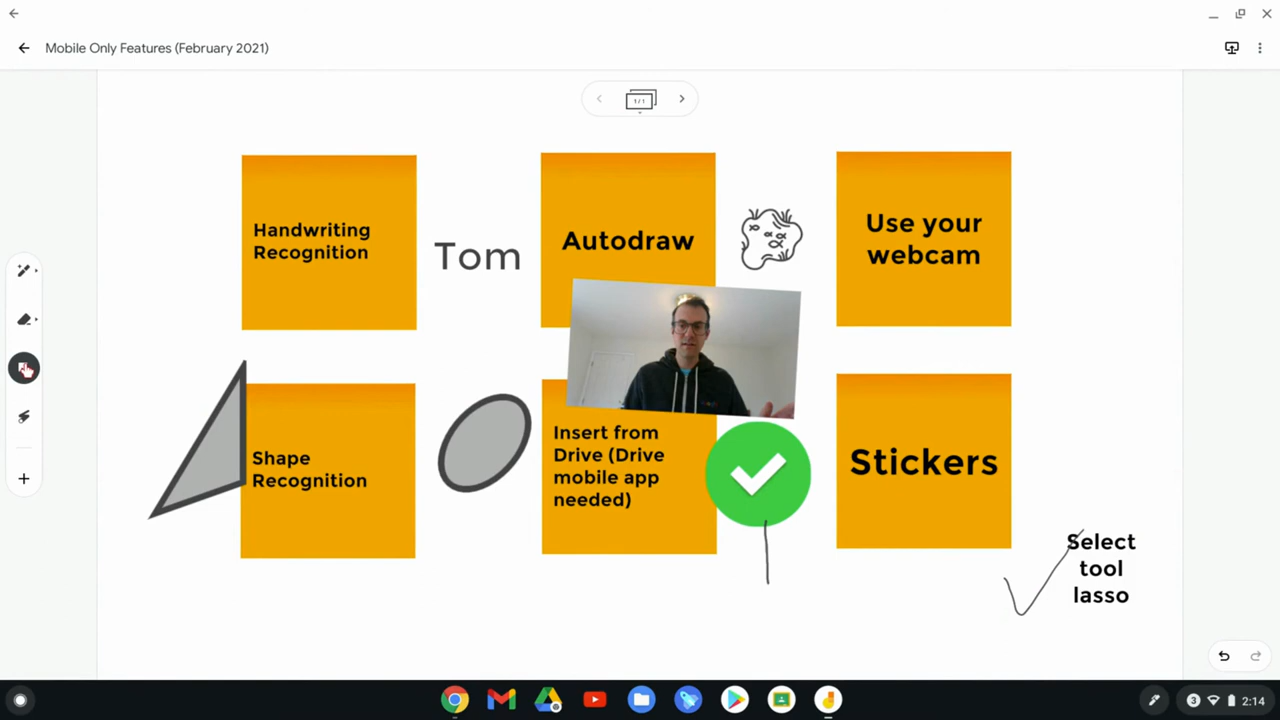 Mobile Only Features (February 2021)
1/1
Handwriting
Recognition
Tom
Autodraw
Use your
webcam
Shape
Recognition
Insert from
Drive (Drive
mobile app
needed)
Stickers
Select
tool
lasso
3
2:14